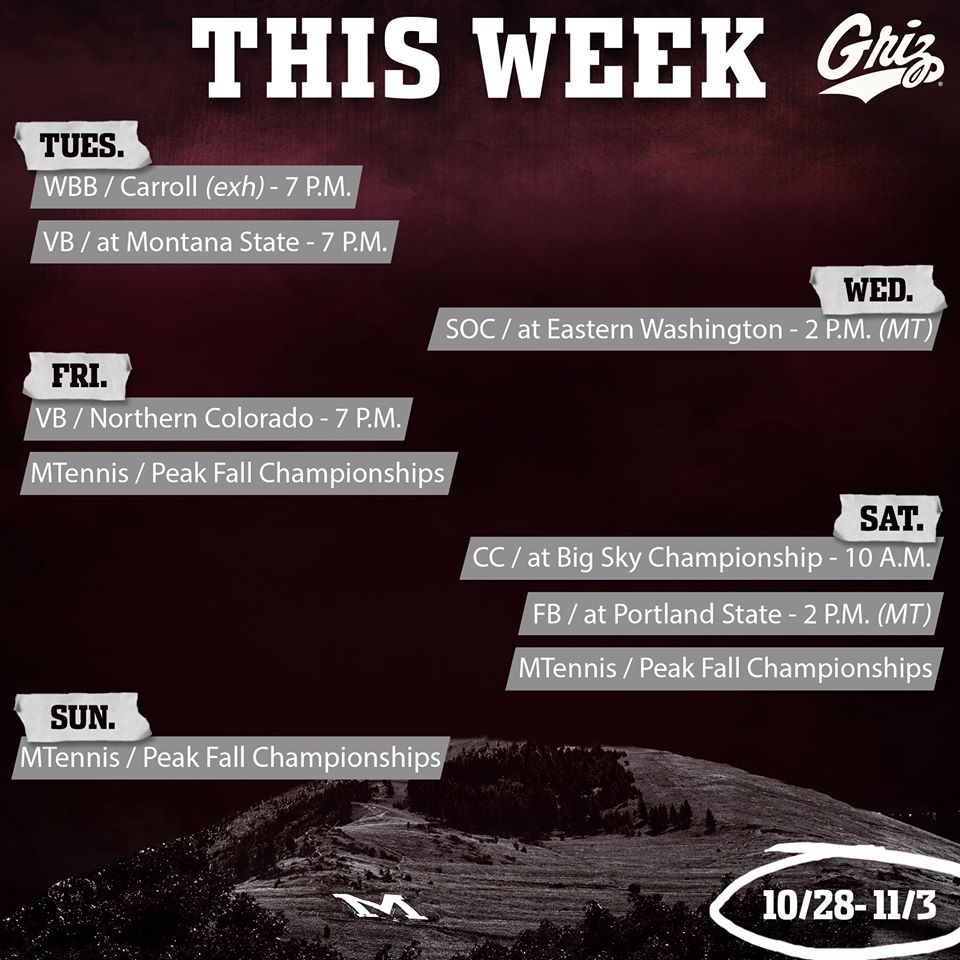 THIS WEEK
Griz
TUES.
WBB / Carroll (exh) - 7 P.M.
VB / at Montana State - 7 P.M.
WED.
SOC / at Eastern Washington - 2 P.M. (MT)
FRI.
VB / Northern Colorado - 7 P.M.
MTennis / Peak Fall Championships
SAT.
CC / at Big Sky Championship - 10 A.M.
FB / at Portland State - 2 P.M. (MT)
MTennis / Peak Fall Championships
SUN.
MTennis / Peak Fall Championships
M
10/28- 11/3